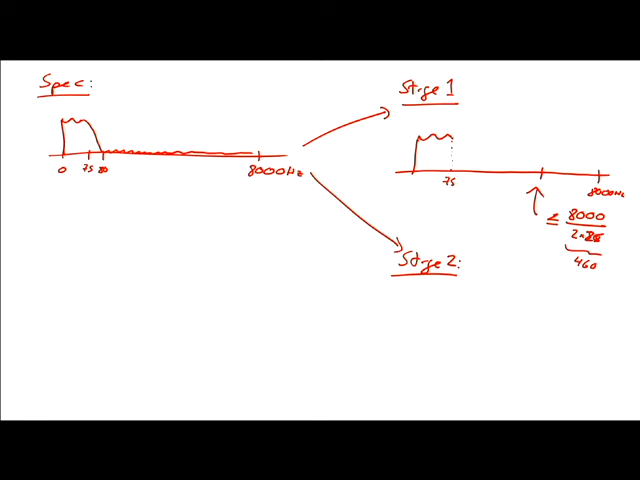 Spec:
0 75 80 8000Hz
Stage 1
75 8000Hz
≤ 8000
2×
460
Stage 2: